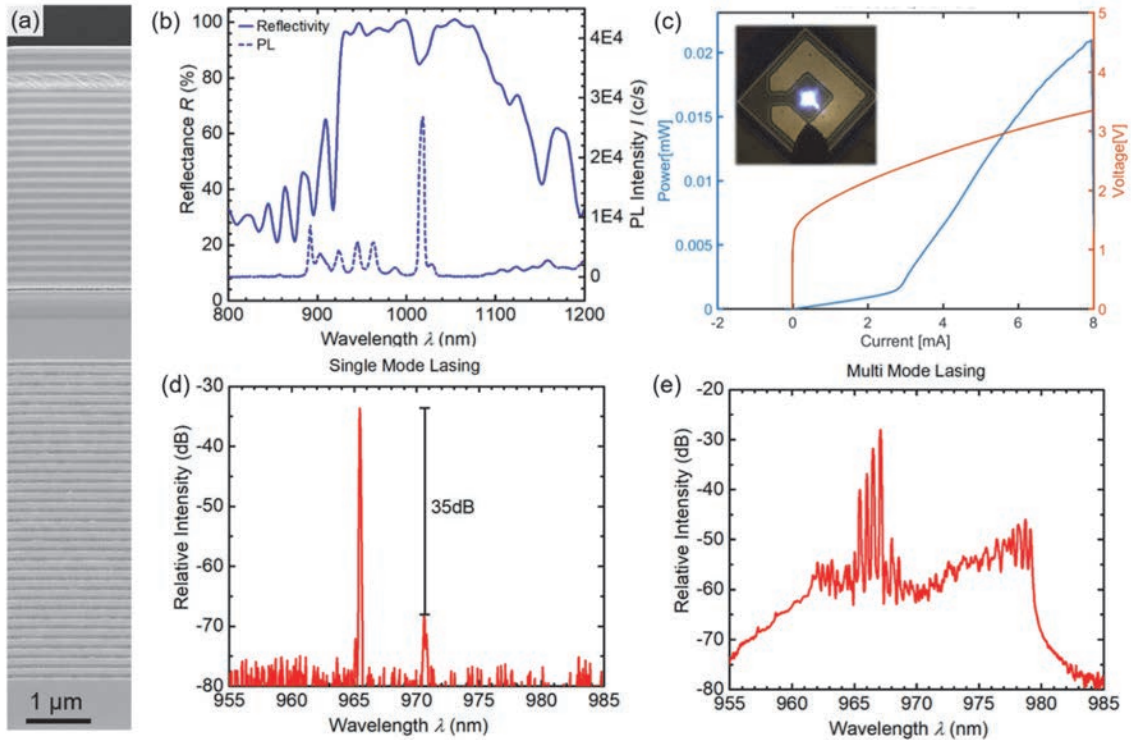 (a)
1 µm
(b)
Reflectivity
PL
Reflectance R (%)
100
80
60
40
20
0
PL Intensity I (c/s)
4E4
3E4
2E4
1E4
0
800 900 1000 1100 1200
Wavelength λ (nm)
(c)
Power[mW]
0.02
0.015
0.01
0.005
0
Voltage[V]
5
4
3
2
1
0
-2 0 2 4 6 8
Current [mA]
(d)
Single Mode Lasing
Relative Intensity (dB)
-30
-40
-50
-60
-70
-80
35dB
955 960 965 970 975 980 985
Wavelength λ (nm)
(e)
Multi Mode Lasing
Relative Intensity (dB)
-20
-30
-40
-50
-60
-70
-80
955 960 965 970 975 980 985
Wavelength λ (nm)